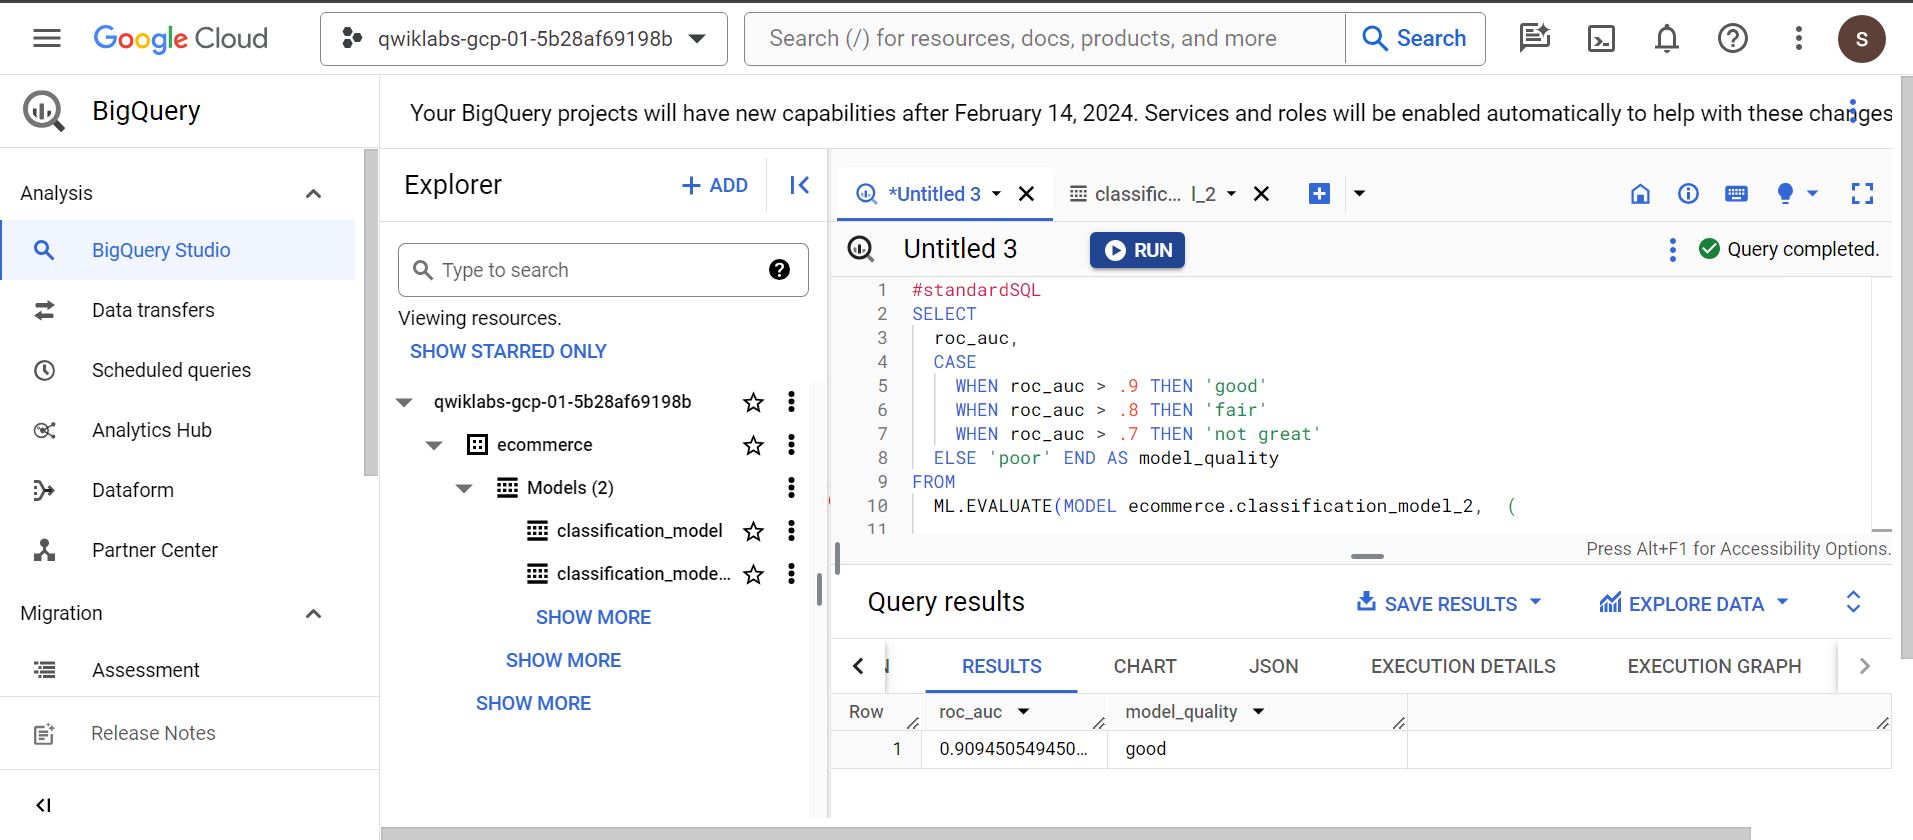 Google Cloud
qwiklabs-gcp-01-5b28af69198b
Search (/) for resources, docs, products, and more
Search
S
BigQuery
Your BigQuery projects will have new capabilities after February 14, 2024. Services and roles will be enabled automatically to help with these changes
Analysis
BigQuery Studio
Data transfers
Scheduled queries
Analytics Hub
Dataform
Partner Center
Migration
Assessment
Release Notes
Explorer
ADD
Type to search
Viewing resources.
SHOW STARRED ONLY
qwiklabs-gcp-01-5b28af69198b
ecommerce
Models (2)
classification_model
classification_mode...
SHOW MORE
SHOW MORE
SHOW MORE
*Untitled 3
classific... l_2
Untitled 3
RUN
Query completed.
1 #standardSQL
2 SELECT
3 roc_auc,
4 CASE
5 WHEN roc_auc > .9 THEN 'good'
6 WHEN roc_auc > .8 THEN 'fair'
7 WHEN roc_auc > .7 THEN 'not great'
8 ELSE 'poor' END AS model_quality
9 FROM
10 ML.EVALUATE(MODEL ecommerce.classification_model_2, (
11
Press Alt+F1 for Accessibility Options.
Query results
SAVE RESULTS
EXPLORE DATA
RESULTS
CHART
JSON
EXECUTION DETAILS
EXECUTION GRAPH
Row roc_auc model_quality
1 0.909450549450... good